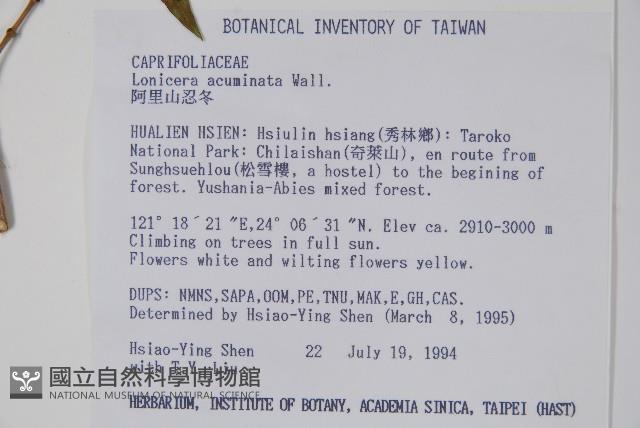 BOTANICAL INVENTORY OF TAIWAN
CAPRIFOLIACEAE
Lonicera acuminata Wall.
阿里山忍冬
HUALIEN HSIEN: Hsiulin hsiang(秀林鄉): Taroko
National Park: Chilaishan(奇萊山), en route from
Sunghsuehlou(松雪樓, a hostel) to the begining of
forest. Yushania-Abies mixed forest.
121° 18´21 ″E,24° 06´31 ″N. Elev ca. 2910-3000 m
Climbing on trees in full sun.
Flowers white and wilting flowers yellow.
DUPS: NMNS,SAPA,OOM,PE,TNU,MAK,E,GH,CAS.
Determined by Hsiao-Ying Shen (March 8, 1995)
Hsiao-Ying Shen 22 July 19, 1994
with T.Y. Liu
國立自然科學博物館
NATIONAL MUSEUM OF NATURAL SCIENCE
HERBARIUM, INSTITUTE OF BOTANY, ACADEMIA SINICA, TAIPEI (HAST)